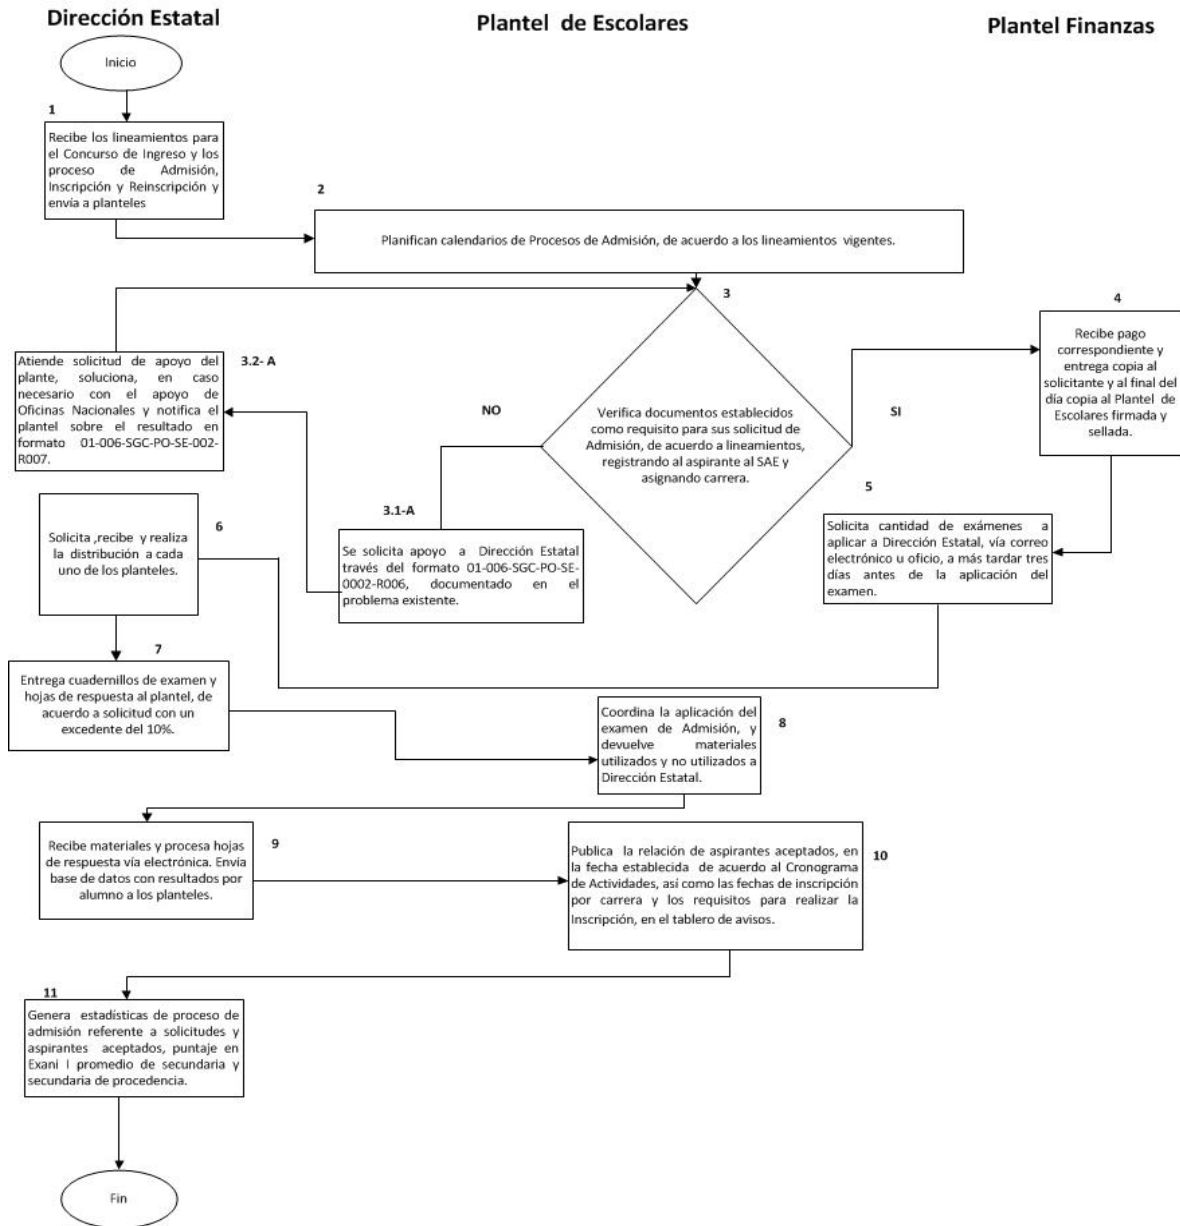 Dirección Estatal
Plantel de Escolares
Plantel Finanzas
Inicio
1
Recibe los lineamientos para
el Concurso de Ingreso y los
proceso de Admisión,
Inscripción y Reinscripción y
envía a planteles
2
Planifican calendarios de Procesos de Admisión, de acuerdo a los lineamientos vigentes.
3
Verifica documentos establecidos
como requisito para sus solicitud de
Admisión, de acuerdo a lineamientos,
registrando al aspirante al SAE y
asignando carrera.
NO
SI
3.1-A
Se solicita apoyo a Dirección Estatal
través del formato 01-006-SGC-PO-SE-
0002-R006, documentado en el
problema existente.
3.2- A
Atiende solicitud de apoyo del
plante, soluciona, en caso
necesario con el apoyo de
Oficinas Nacionales y notifica el
plantel sobre el resultado en
formato 01-006-SGC-PO-SE-002-
R007.
4
Recibe pago
correspondiente y
entrega copia al
solicitante y al final del
día copia al Plantel de
Escolares firmada y
sellada.
5
Solicita cantidad de exámenes a
aplicar a Dirección Estatal, vía correo
electrónico u oficio, a más tardar tres
días antes de la aplicación del
examen.
6
Solicita ,recibe y realiza
la distribución a cada
uno de los planteles.
7
Entrega cuadernillos de examen y
hojas de respuesta al plantel, de
acuerdo a solicitud con un
excedente del 10%.
8
Coordina la aplicación del
examen de Admisión, y
devuelve materiales
utilizados y no utilizados a
Dirección Estatal.
9
Recibe materiales y procesa hojas
de respuesta vía electrónica. Envía
base de datos con resultados por
alumno a los planteles.
10
Publica la relación de aspirantes aceptados, en
la fecha establecida de acuerdo al Cronograma
de Actividades, así como las fechas de inscripción
por carrera y los requisitos para realizar la
Inscripción, en el tablero de avisos.
11
Genera estadísticas de proceso de
admisión referente a solicitudes y
aspirantes aceptados, puntaje en
Exani I promedio de secundaria y
secundaria de procedencia.
Fin